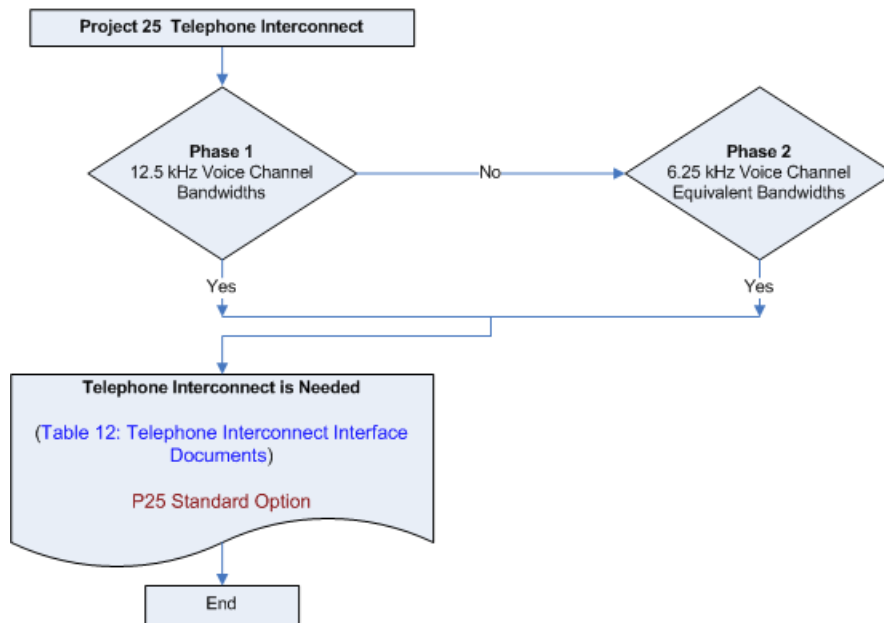 Project 25  Telephone Interconnect
Phase 1
12.5 kHz Voice Channel
Bandwidths
No
Phase 2
6.25 kHz Voice Channel
Equivalent Bandwidths
Yes
Yes
Telephone Interconnect is Needed
(Table 12: Telephone Interconnect Interface
Documents)
P25 Standard Option
End